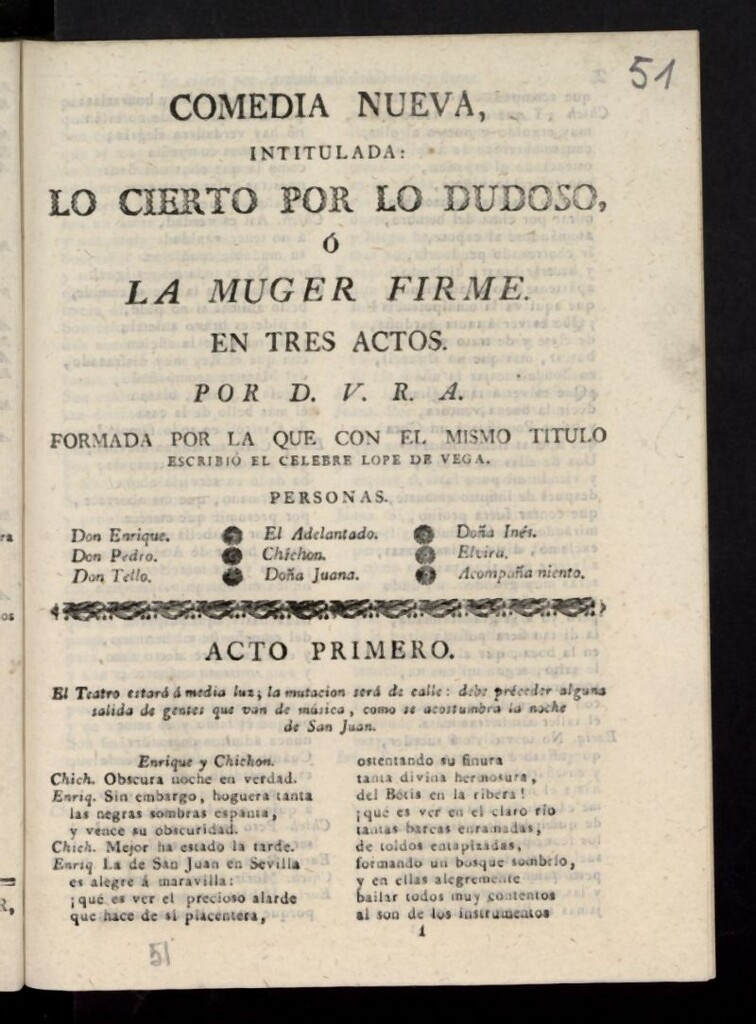 51
COMEDIA NUEVA,
INTITULADA:
LO CIERTO POR LO DUDOSO,
Ó
LA MUGER FIRME.
EN TRES ACTOS.
POR D. V. R. A.
FORMADA POR LA QUE CON EL MISMO TITULO
ESCRIBIÓ EL CELEBRE LOPE DE VEGA.
PERSONAS.
Don Enrique. El Adelantado. Doña Inés.
Don Pedro. Chichon. Elvira.
Don Tello. Doña Juana. Acompañaniento.
ACTO PRIMERO.
El Teatro estará á media luz; la mutacion será de calle: debe préceder alguna
salida de gentes que van de música, como se acostumbra la noche
de San Juan.
Enrique y Chichon.
Chich. Obscura noche en verdad.
Enriq. Sin embargo, hoguera tanta
las negras sombras espanta,
y vence su obscuridad.
Chich. Mejor ha estado la tarde.
Enriq La de San Juan en Sevilla
es alegre á maravilla:
¡qué es ver el precioso alarde
que hace de sí placentera,
ostentando su finura
tanta divina hermosura,
del Bétis en la ribera!
¡qué es ver en el claro rio
tantas barcas enramadas,
de toldos entapizadas,
formando un bosque sombrío,
y en ellas alegremente
bailar todos muy contentos
al son de los instrumentos
1
51
ra
os
R,